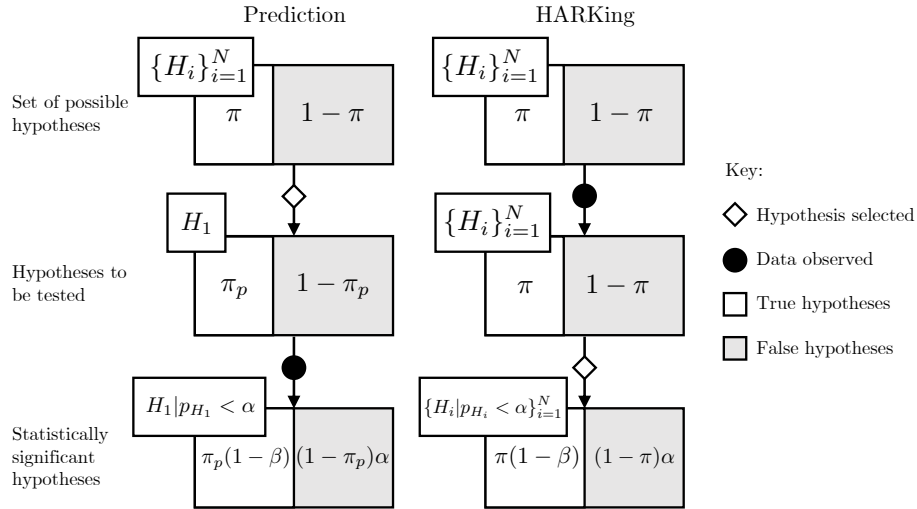 Prediction
HARKing
{H_i}_{i=1}^N
{H_i}_{i=1}^N
Set of possible
hypotheses
π
1 − π
π
1 − π
Key:
H_1
{H_i}_{i=1}^N
Hypothesis selected
Hypotheses to
be tested
π_p
1 − π_p
π
1 − π
Data observed
True hypotheses
False hypotheses
H_1|p_{H_1} < α
{H_i|p_{H_i} < α}_{i=1}^N
Statistically
significant
hypotheses
π_p(1 − β)
(1 − π_p)α
π(1 − β)
(1 − π)α